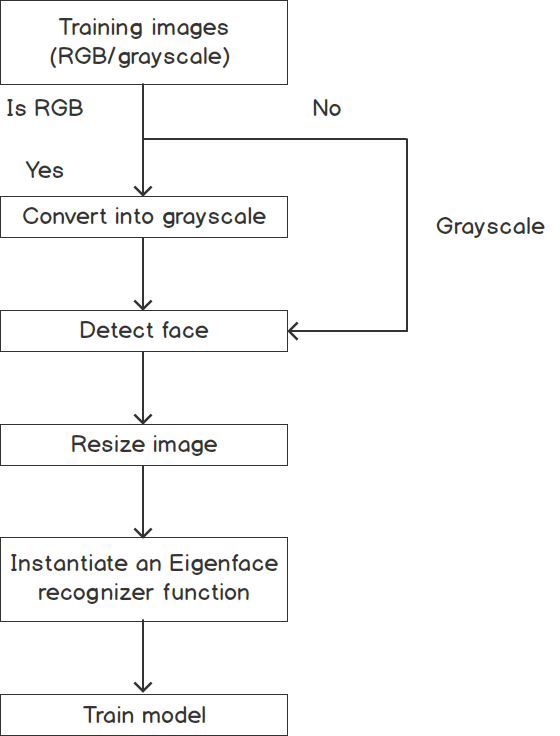 Training images
(RGB/grayscale)
Is RGB
No
Yes
Convert into grayscale
Grayscale
Detect face
Resize image
Instantiate an Eigenface
recognizer function
Train model